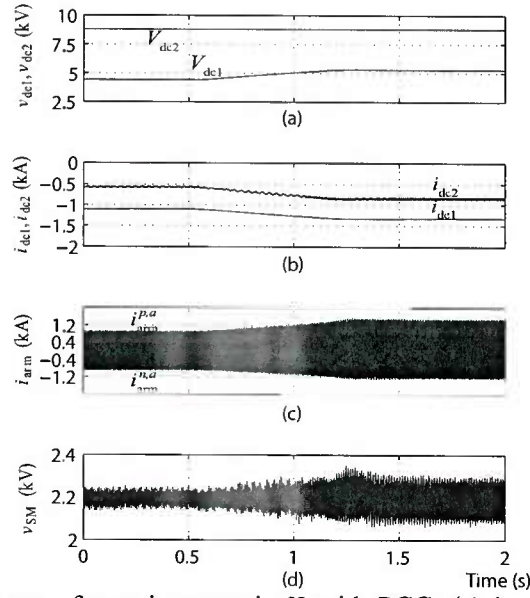 10
7.5
5
2.5
v_dc1, v_dc2 (kV)
V_dc2
V_dc1
(a)
0
−0.5
−1
−1.5
−2
i_dc1, i_dc2 (kA)
i_dc2
i_dc1
(b)
1.2
0.4
−0.4
−1.2
i_arm (kA)
i_arm^p,a
i_arm^n,a
(c)
2.4
2.2
2
v_SM (kV)
0 0.5 1 1.5 2
(d) Time (s)